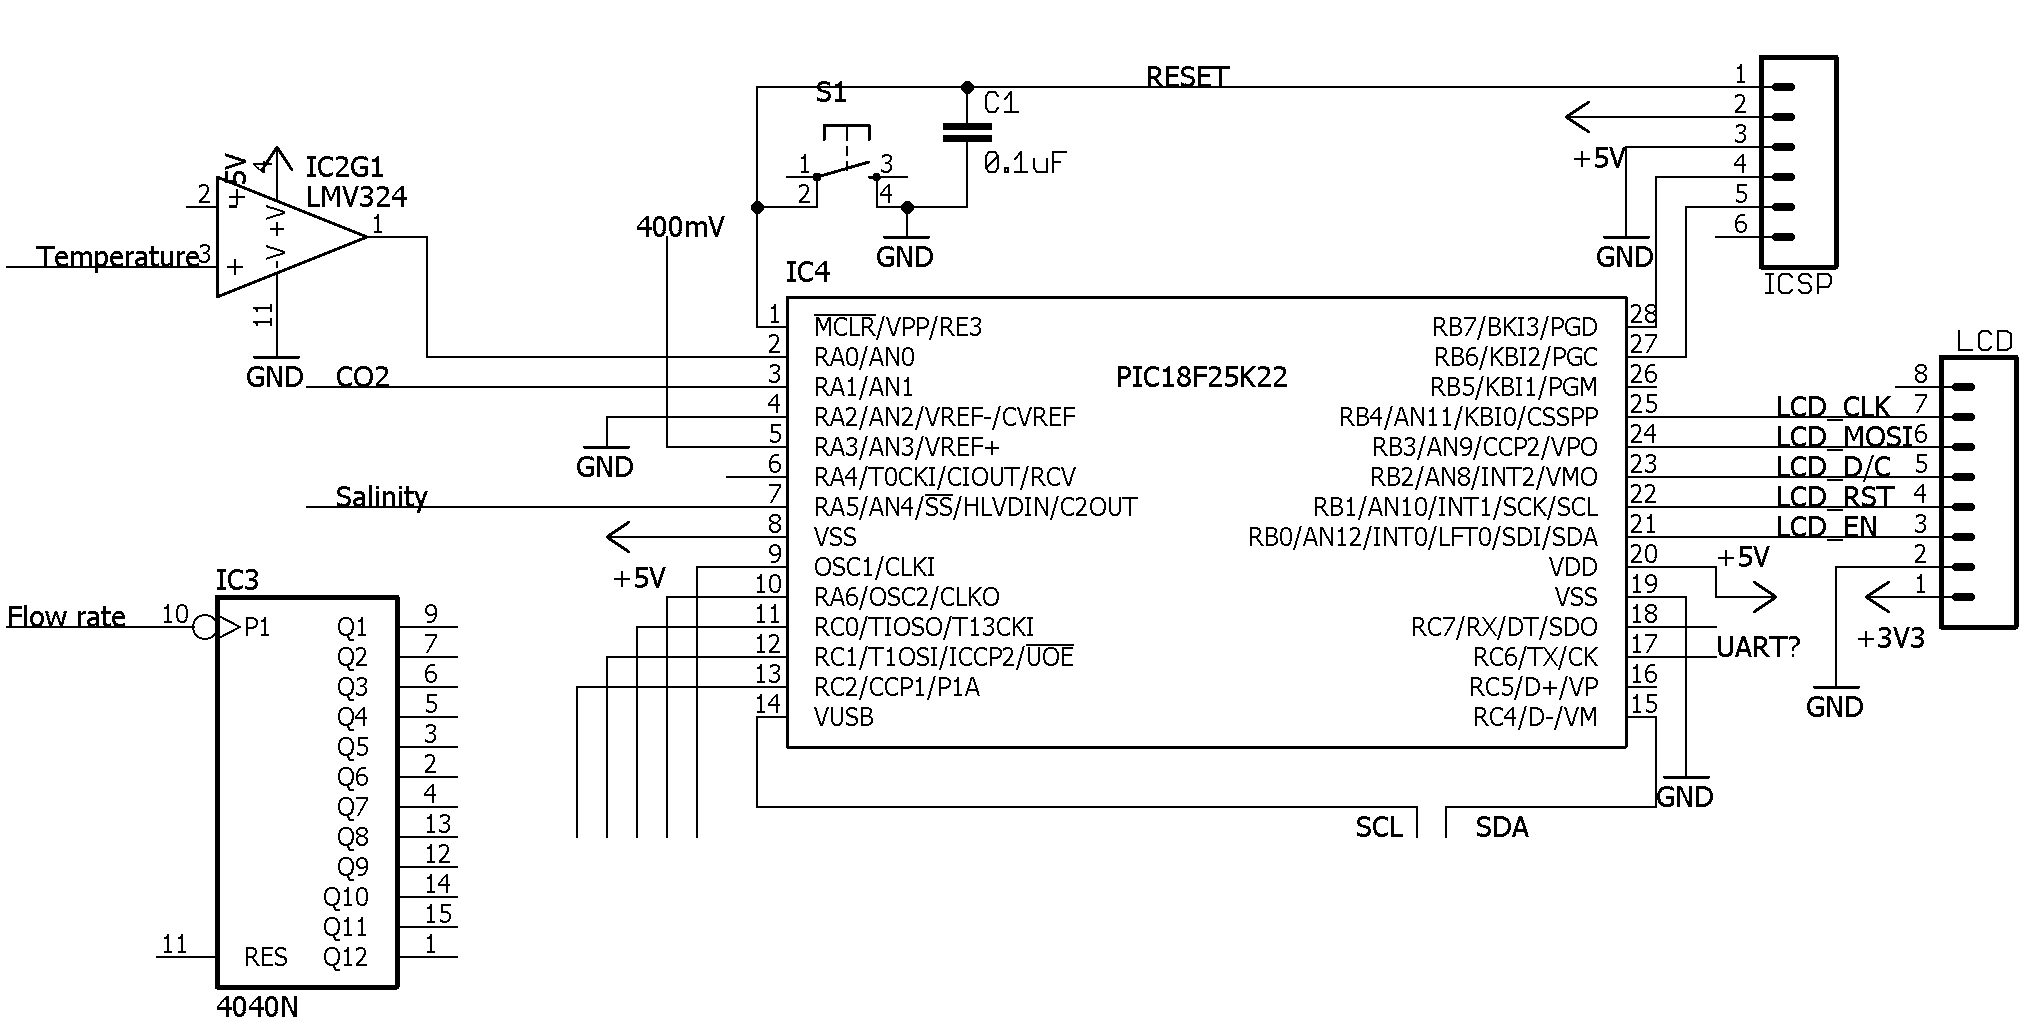 RESET
S1
C1
0.1uF
1
2
3
4
GND
1
2
3
4
5
6
+5V
GND
ICSP
5V
4
IC2G1
LMV324
2
+V
-V
1
Temperature
3
+
11
GND
400mV
IC4
PIC18F25K22
CO2
GND
Salinity
+5V
1 MCLR/VPP/RE3
2 RA0/AN0
3 RA1/AN1
4 RA2/AN2/VREF-/CVREF
5 RA3/AN3/VREF+
6 RA4/T0CKI/CIOUT/RCV
7 RA5/AN4/SS/HLVDIN/C2OUT
8 VSS
9 OSC1/CLKI
10 RA6/OSC2/CLKO
11 RC0/TIOSO/T13CKI
12 RC1/T1OSI/ICCP2/UOE
13 RC2/CCP1/P1A
14 VUSB
RB7/BKI3/PGD 28
RB6/KBI2/PGC 27
RB5/KBI1/PGM 26
RB4/AN11/KBI0/CSSPP 25
RB3/AN9/CCP2/VPO 24
RB2/AN8/INT2/VMO 23
RB1/AN10/INT1/SCK/SCL 22
RB0/AN12/INT0/LFT0/SDI/SDA 21
VDD 20
VSS 19
RC7/RX/DT/SDO 18
RC6/TX/CK 17
RC5/D+/VP 16
RC4/D-/VM 15
LCD
8
LCD_CLK 7
LCD_MOSI 6
LCD_D/C 5
LCD_RST 4
LCD_EN 3
2
1
+5V
+3V3
UART?
GND
GND
SCL
SDA
IC3
Flow rate
10
P1
Q1 9
Q2 7
Q3 6
Q4 5
Q5 3
Q6 2
Q7 4
Q8 13
Q9 12
Q10 14
Q11 15
Q12 1
11
RES
4040N